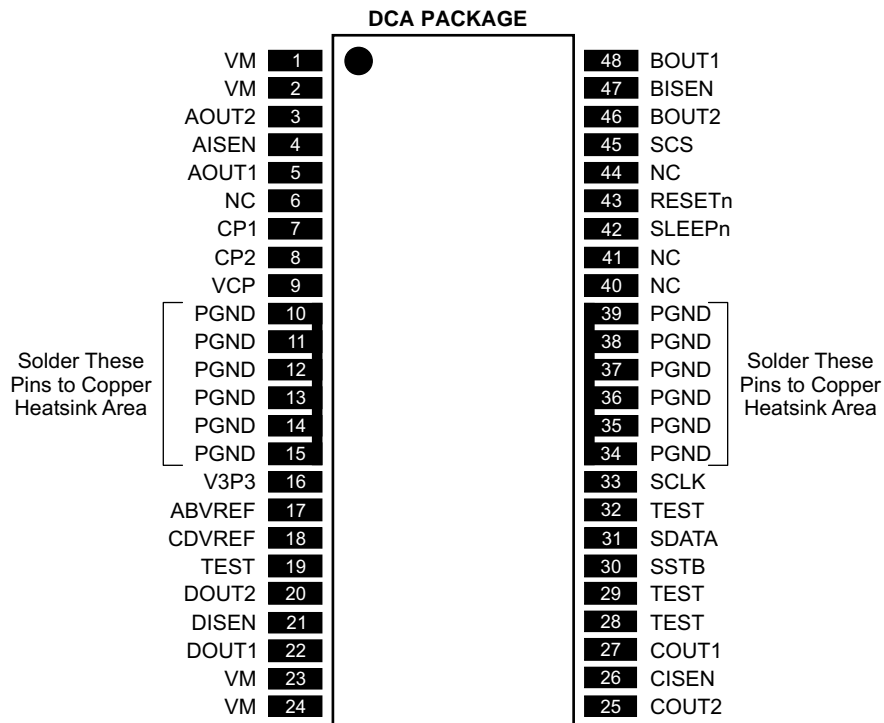 DCA PACKAGE
VM 1 48 BOUT1
VM 2 47 BISEN
AOUT2 3 46 BOUT2
AISEN 4 45 SCS
AOUT1 5 44 NC
NC 6 43 RESETn
CP1 7 42 SLEEPn
CP2 8 41 NC
VCP 9 40 NC
PGND 10 39 PGND
PGND 11 38 PGND
PGND 12 37 PGND
PGND 13 36 PGND
PGND 14 35 PGND
PGND 15 34 PGND
Solder These
Pins to Copper
Heatsink Area
Solder These
Pins to Copper
Heatsink Area
V3P3 16 33 SCLK
ABVREF 17 32 TEST
CDVREF 18 31 SDATA
TEST 19 30 SSTB
DOUT2 20 29 TEST
DISEN 21 28 TEST
DOUT1 22 27 COUT1
VM 23 26 CISEN
VM 24 25 COUT2